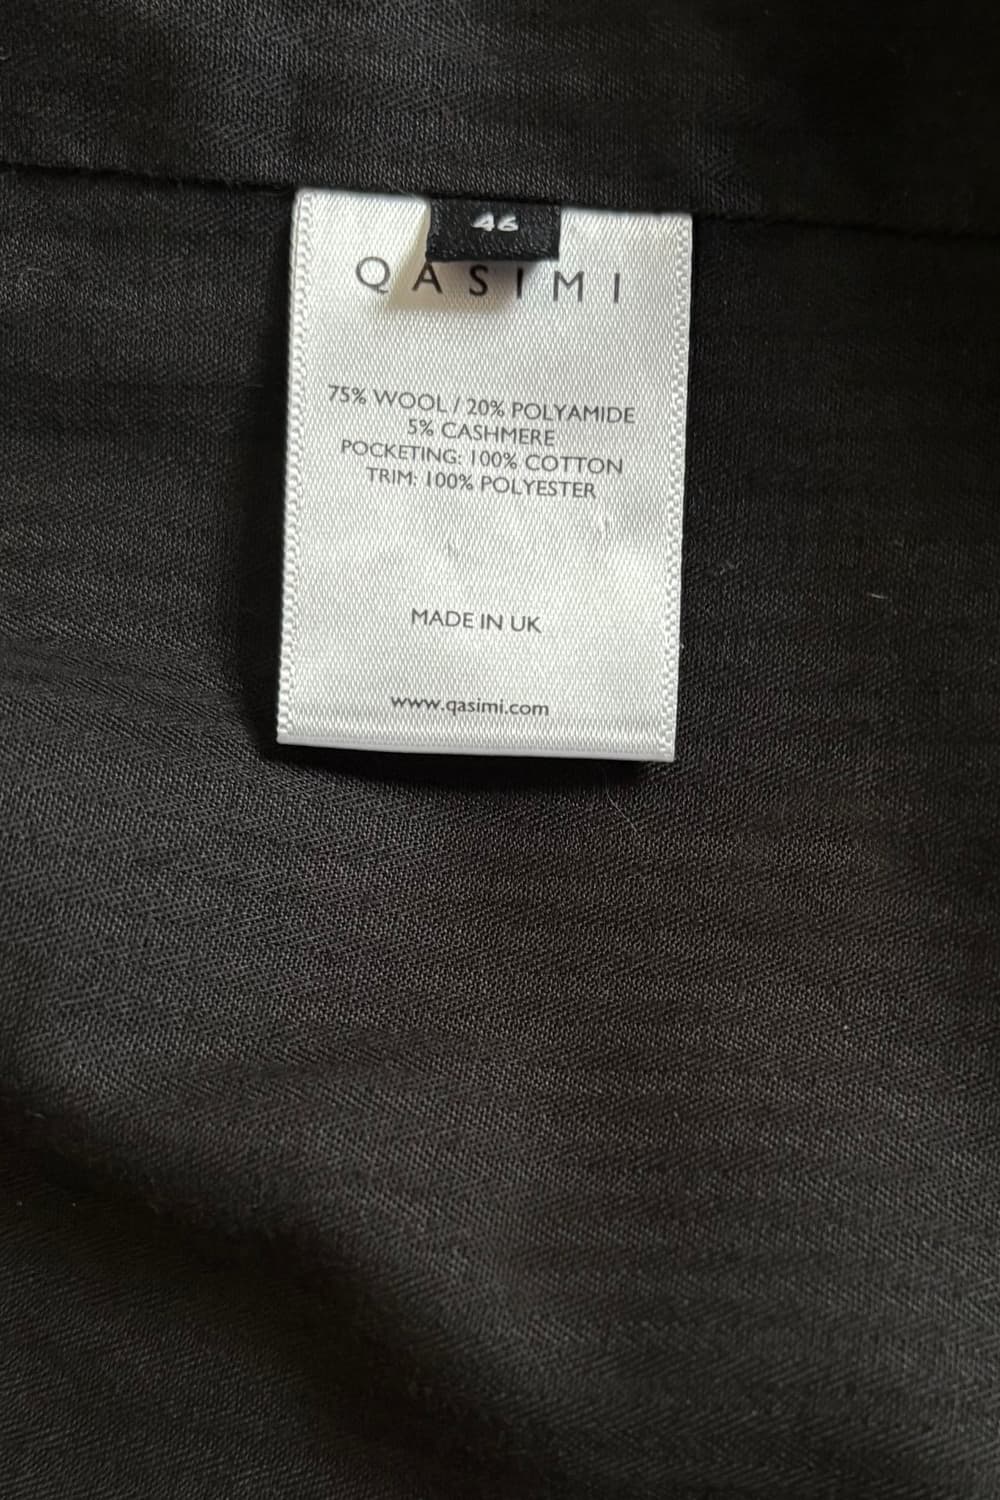 46
QASIMI
75% WOOL / 20% POLYAMIDE
5% CASHMERE
POCKETING: 100% COTTON
TRIM: 100% POLYESTER
MADE IN UK
www.qasimi.com